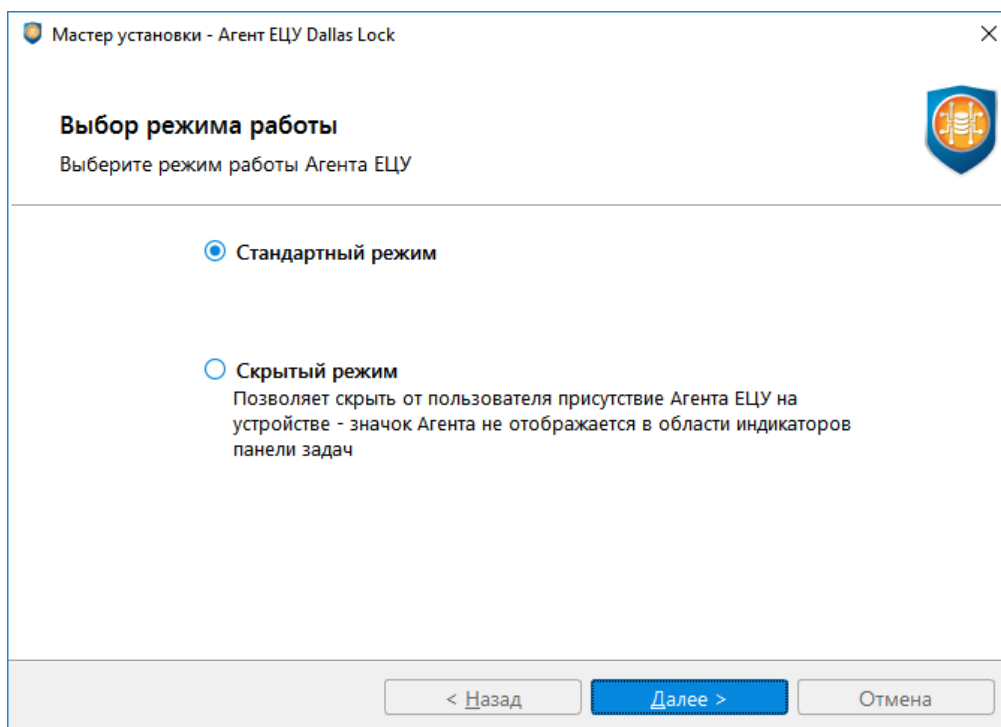 Мастер установки - Агент ЕЦУ Dallas Lock
Выбор режима работы
Выберите режим работы Агента ЕЦУ
Стандартный режим
Скрытый режим
Позволяет скрыть от пользователя присутствие Агента ЕЦУ на
устройстве - значок Агента не отображается в области индикаторов
панели задач
< Назад
Далее >
Отмена